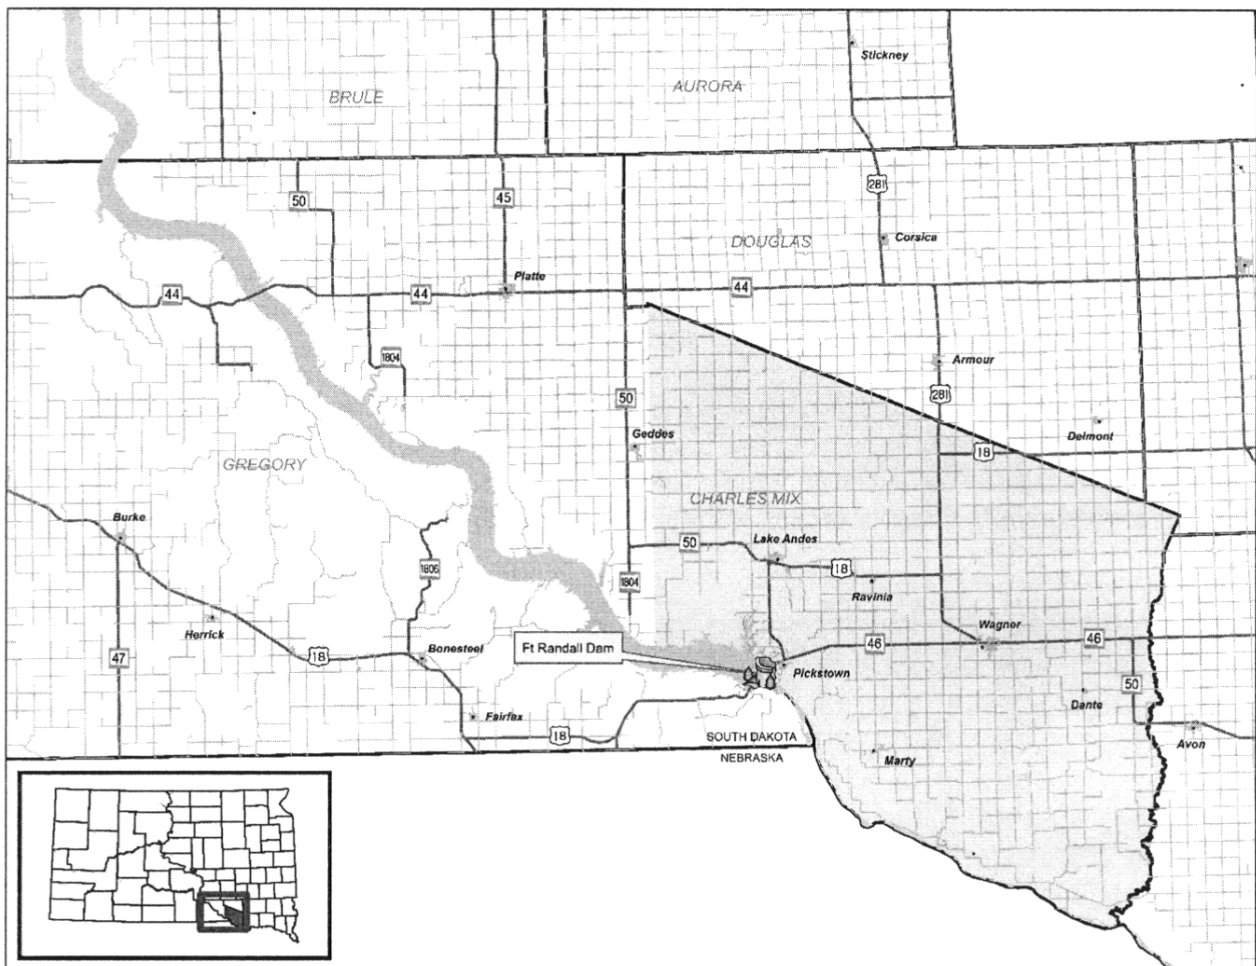 Stickney
BRULE
AURORA
281
50
45
DOUGLAS
Corsica
Platte
44
44
44
1804
Armour
50
281
Geddes
Delmont
18
GREGORY
CHARLES MIX
Burke
50
Lake Andes
18
1806
1804
Ravinia
Herrick
Wagner
46
46
Bonesteel
Ft Randall Dam
18
47
Pickstown
50
Dante
Fairfax
18
SOUTH DAKOTA
NEBRASKA
Avon
Marty